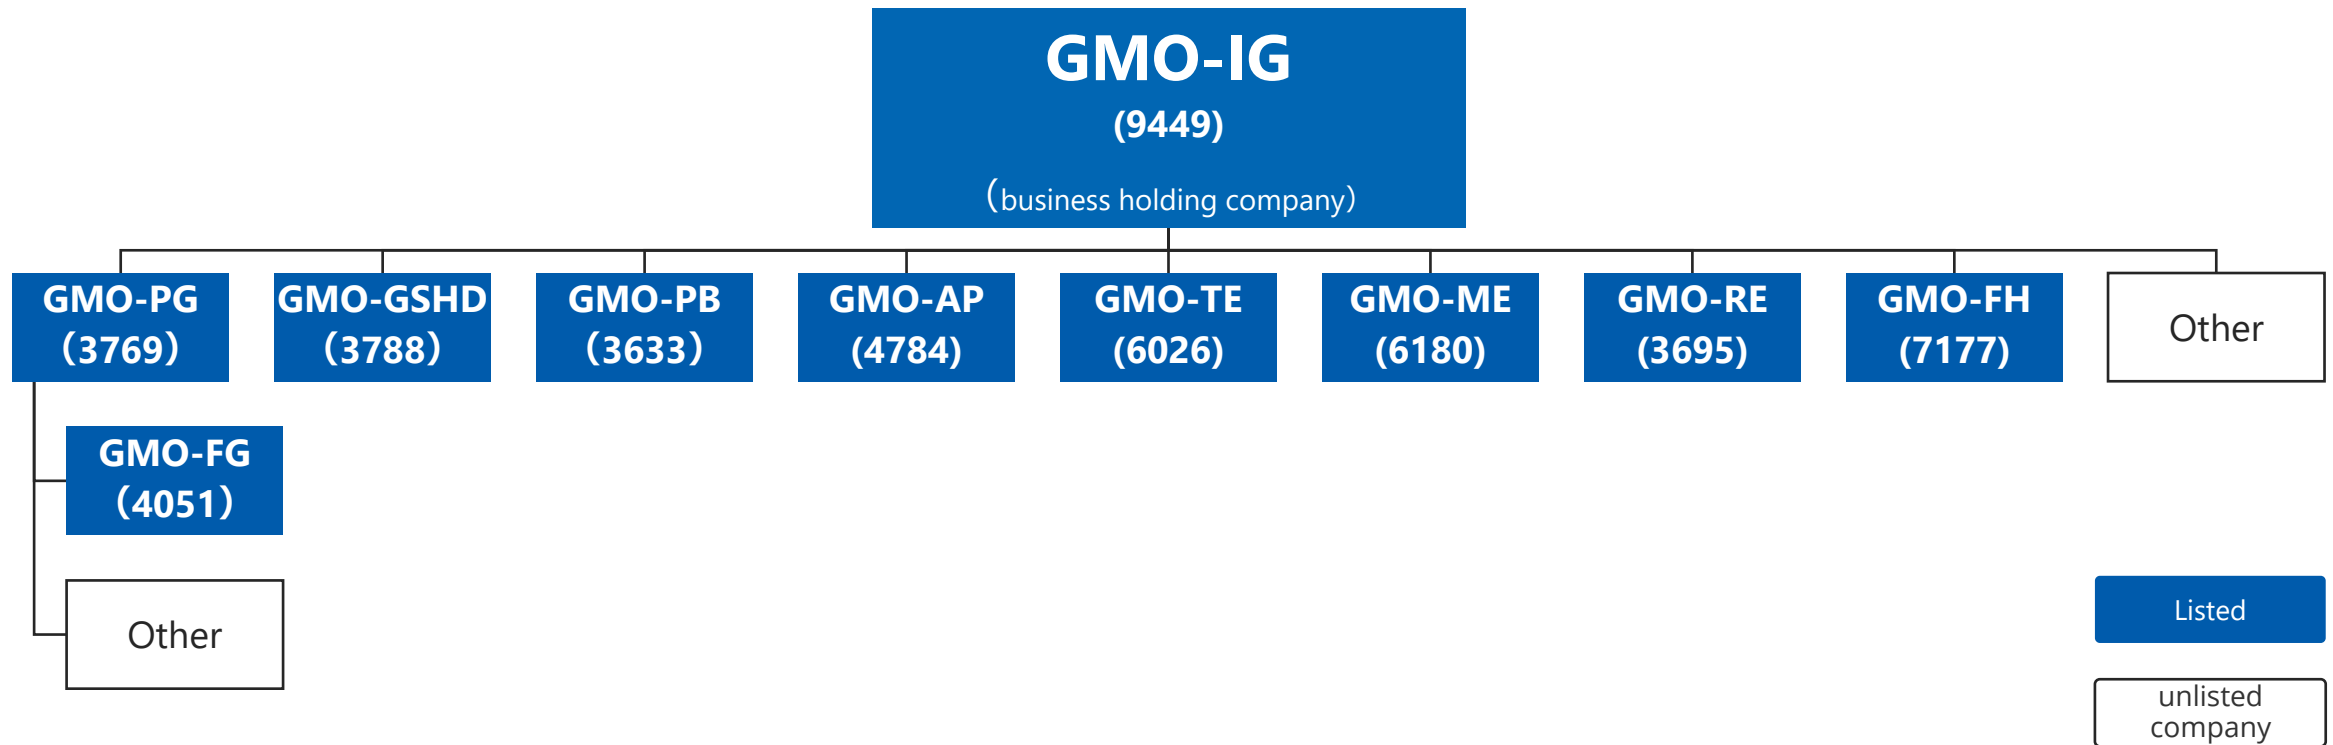 GMO-IG
(9449)
（business holding company）
GMO-PG
（3769）
GMO-GSHD
（3788）
GMO-PB
（3633）
GMO-AP
(4784)
GMO-TE
(6026)
GMO-ME
(6180)
GMO-RE
(3695)
GMO-FH
(7177)
Other
GMO-FG
（4051）
Other
Listed
unlisted
company